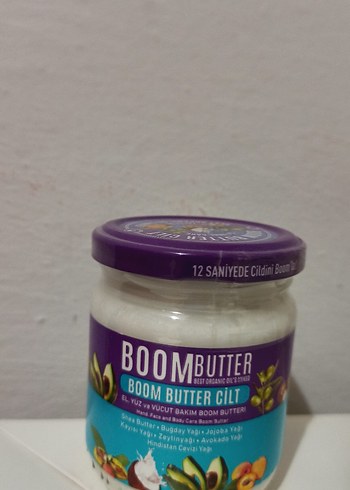 12 SANİYEDE Cildini Boom
BOOMBUTTER
BEST ORGANIC OIL'S
BOOM BUTTER CİLT
EL, YÜZ ve VÜCUT BAKIM BOOM BUTTERI
Hand, Face and Body Care Boom Butter
Shea Butter • Buğday Yağı • Jojoba Yağı
Kayısı Yağı • Zeytinyağı • Avokado Yağı
Hindistan Cevizi Yağı